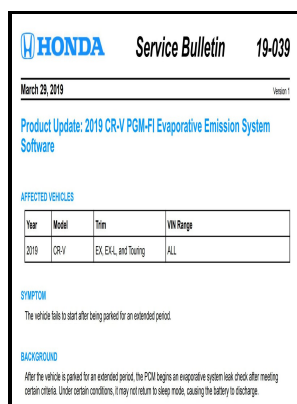 HONDA Service Bulletin 19-039
March 29, 2019 Version 1
Product Update: 2019 CR-V PGM-FI Evaporative Emission System
Software
AFFECTED VEHICLES
Year Model Trim VIN Range
2019 CR-V EX, EX-L, and Touring ALL
SYMPTOM
The vehicle fails to start after being parked for an extended period.
BACKGROUND
After the vehicle is parked for an extended period, the PCM begins an evaporative system leak check after meeting
certain criteria. Under certain conditions, it may not return to sleep mode, causing the battery to discharge.